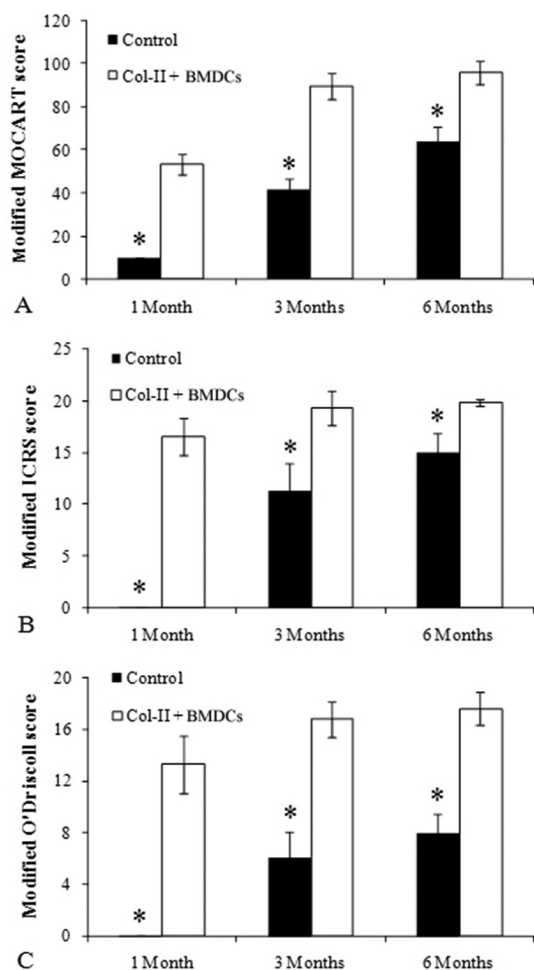 Modified MOCART score
120
100
80
60
40
20
0
Control
Col-II + BMDCs
*
*
*
1 Month
3 Months
6 Months
A
Modified ICRS score
25
20
15
10
5
0
Control
Col-II + BMDCs
*
*
*
1 Month
3 Months
6 Months
B
Modified O'Driscoll score
20
16
12
8
4
0
Control
Col-II + BMDCs
*
*
*
1 Month
3 Months
6 Months
C